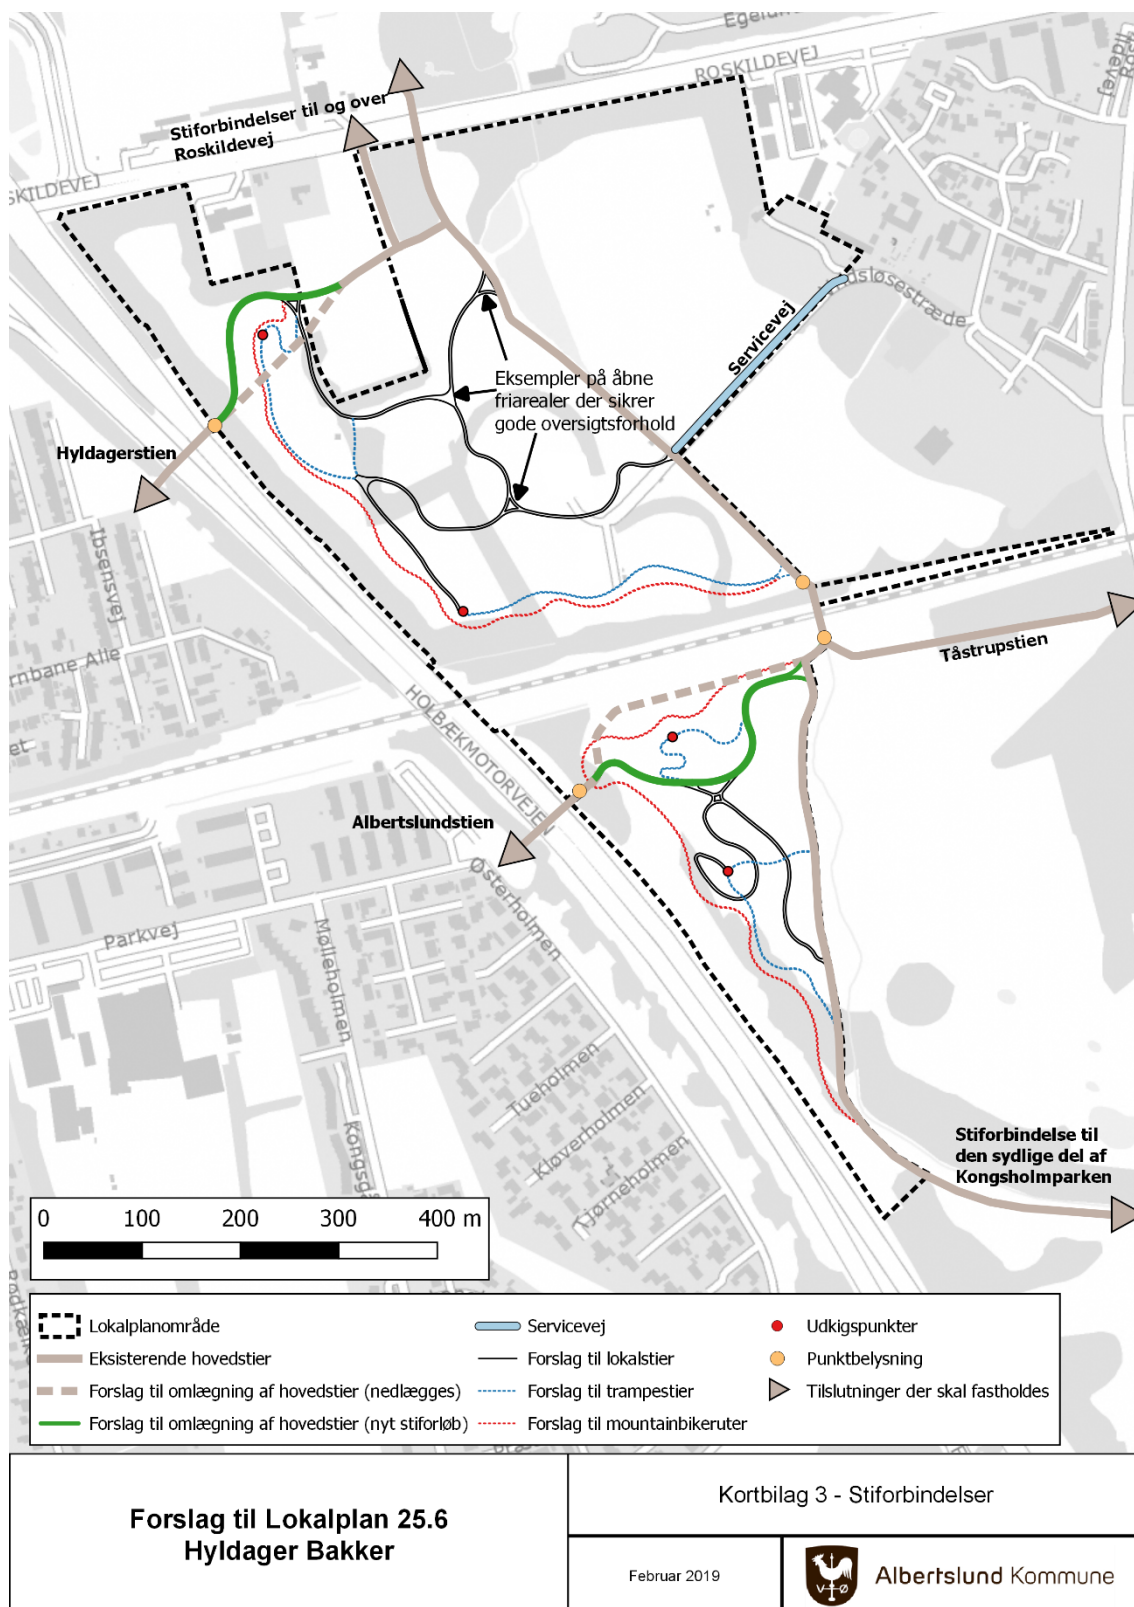 ROSKILDEVEJ
Stiforbindelser til og over
Roskildevej
Servicevej
Eksempler på åbne
friarealer der sikrer
gode oversigtsforhold
Hyldagerstien
Ibsensvej
rnbane Alle
Tåstrupstien
HOLBÆKMOTORVEJEN
Albertslundstien
Østerholmen
Parkvej
Mølleholmen
Tueholmen
Kløverholmen
Tjørneholmen
Kongsg
Stiforbindelse til
den sydlige del af
Kongsholmparken
0 100 200 300 400 m
Lokalplanområde
Eksisterende hovedstier
Forslag til omlægning af hovedstier (nedlægges)
Forslag til omlægning af hovedstier (nyt stiforløb)
Servicevej
Forslag til lokalstier
Forslag til trampestier
Forslag til mountainbikeruter
Udkigspunkter
Punktbelysning
Tilslutninger der skal fastholdes
Forslag til Lokalplan 25.6
Hyldager Bakker
Kortbilag 3 - Stiforbindelser
Februar 2019
Albertslund Kommune